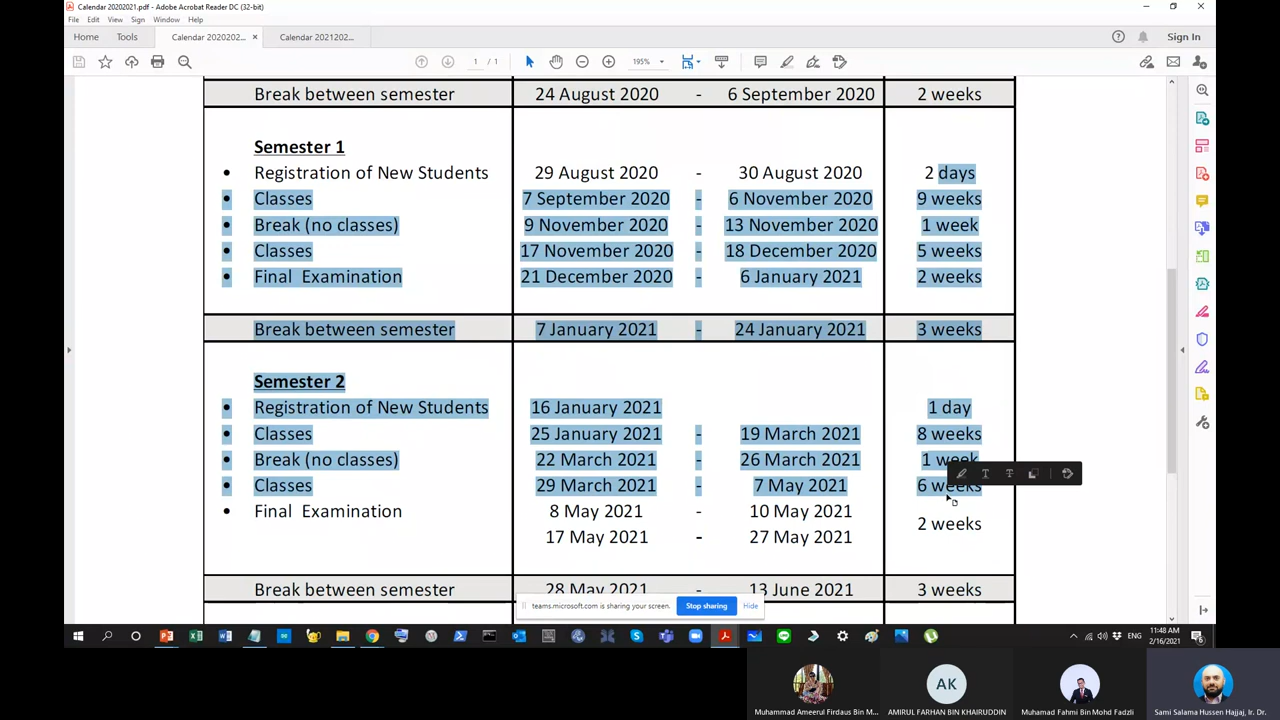 Calendar 20202021.pdf - Adobe Acrobat Reader DC (32-bit)
File Edit View Sign Window Help
Home Tools Calendar 2020202... × Calendar 2021202... Sign In
1 / 1 195%
Break between semester 24 August 2020 - 6 September 2020 2 weeks
Semester 1
• Registration of New Students 29 August 2020 - 30 August 2020 2 days
• Classes 7 September 2020 - 6 November 2020 9 weeks
• Break (no classes) 9 November 2020 - 13 November 2020 1 week
• Classes 17 November 2020 - 18 December 2020 5 weeks
• Final Examination 21 December 2020 - 6 January 2021 2 weeks
Break between semester 7 January 2021 - 24 January 2021 3 weeks
Semester 2
• Registration of New Students 16 January 2021 1 day
• Classes 25 January 2021 - 19 March 2021 8 weeks
• Break (no classes) 22 March 2021 - 26 March 2021 1 week
• Classes 29 March 2021 - 7 May 2021 6 weeks
• Final Examination 8 May 2021 - 10 May 2021
2 weeks
17 May 2021 - 27 May 2021
Break between semester 28 May 2021 - 13 June 2021 3 weeks
teams.microsoft.com is sharing your screen. Stop sharing Hide
ENG 11:48 AM
2/16/2021
AK
Muhammad Ameerul Firdaus Bin M... AMIRUL FARHAN BIN KHAIRUDDIN Muhamad Fahmi Bin Mohd Fadzli Sami Salama Hussen Hajjaj, Ir. Dr.